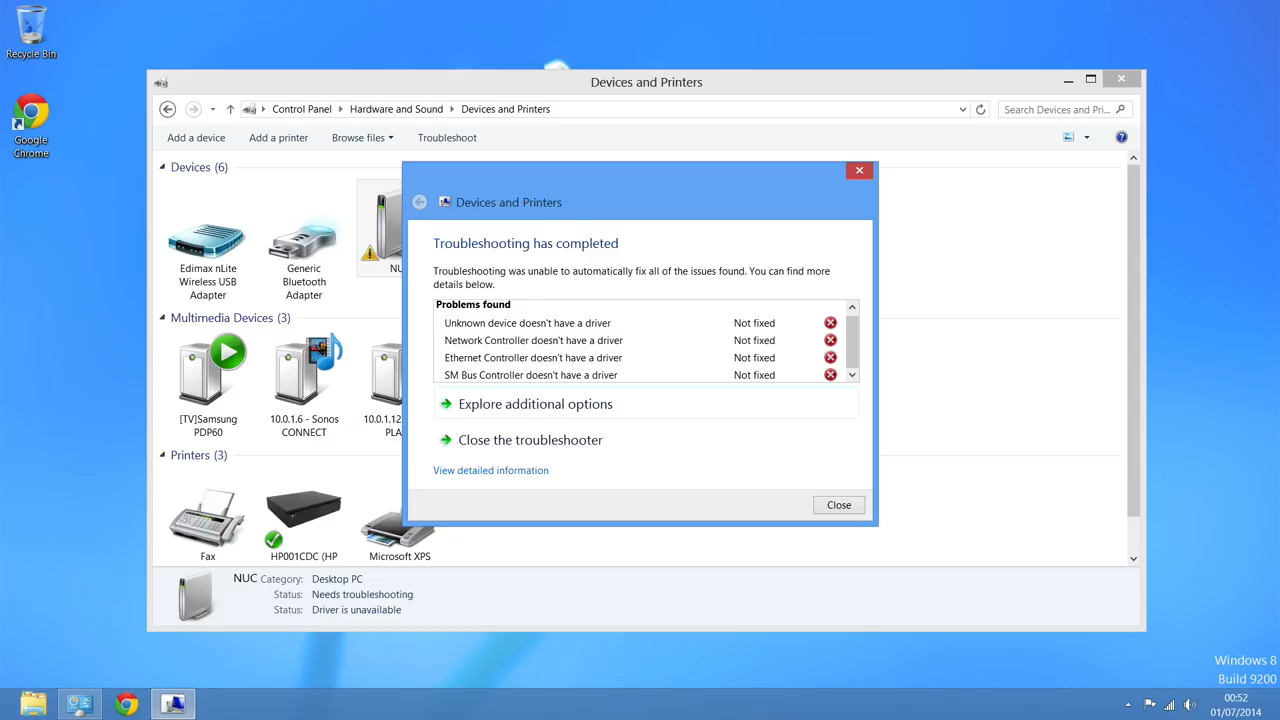 Recycle Bin
Google
Chrome
Devices and Printers
Control Panel Hardware and Sound Devices and Printers
Search Devices and Pri...
Add a device Add a printer Browse files Troubleshoot
Devices (6)
Edimax nLite
Wireless USB
Adapter
Generic
Bluetooth
Adapter
NU
Multimedia Devices (3)
[TV]Samsung
PDP60
10.0.1.6 - Sonos
CONNECT
10.0.1.12
PLA
Printers (3)
Fax
HP001CDC (HP
Microsoft XPS
Devices and Printers
Troubleshooting has completed
Troubleshooting was unable to automatically fix all of the issues found. You can find more
details below.
Problems found
Unknown device doesn't have a driver Not fixed
Network Controller doesn't have a driver Not fixed
Ethernet Controller doesn't have a driver Not fixed
SM Bus Controller doesn't have a driver Not fixed
Explore additional options
Close the troubleshooter
View detailed information
Close
NUC Category: Desktop PC
Status: Needs troubleshooting
Status: Driver is unavailable
Windows 8
Build 9200
00:52
01/07/2014